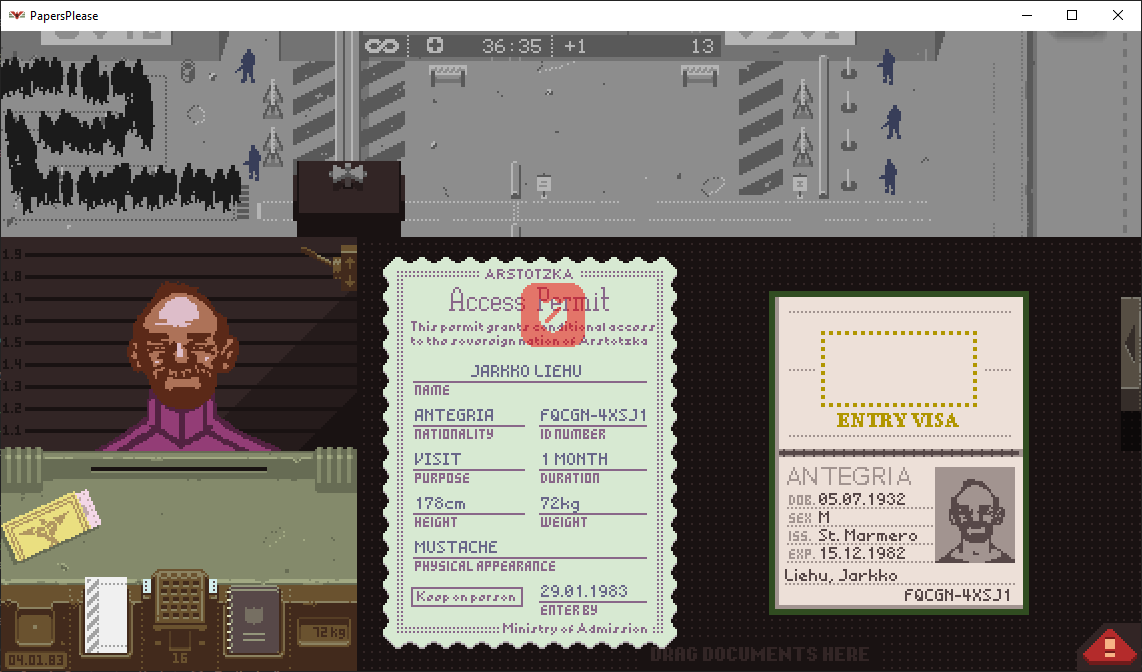 PapersPlease
36:35 +1 13
1.9
1.8
1.7
1.6
1.5
1.4
1.3
1.2
1.1
ARSTOTZKA
Access Permit
This permit grants conditional access
to the sovereign nation of Arstotzka
JARKKO LIEHU
NAME
ANTEGRIA FQCGN-4XSJ1
NATIONALITY ID NUMBER
VISIT 1 MONTH
PURPOSE DURATION
178cm 72kg
HEIGHT WEIGHT
MUSTACHE
PHYSICAL APPEARANCE
Keep on person 29.01.1983
ENTER BY
Ministry of Admission
ENTRY VISA
ANTEGRIA
DOB. 05.07.1932
SEX M
ISS. St. Marmero
EXP. 15.12.1982
Liehu, Jarkko
FQCGN-4XSJ1
72kg
04.01.83
16
DRAG DOCUMENTS HERE